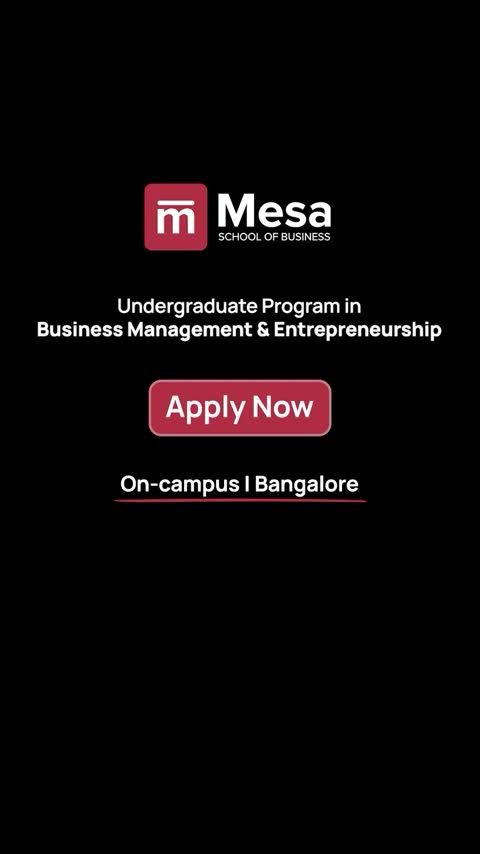 m
Mesa
SCHOOL OF BUSINESS
Undergraduate Program in
Business Management & Entrepreneurship
Apply Now
On-campus | Bangalore